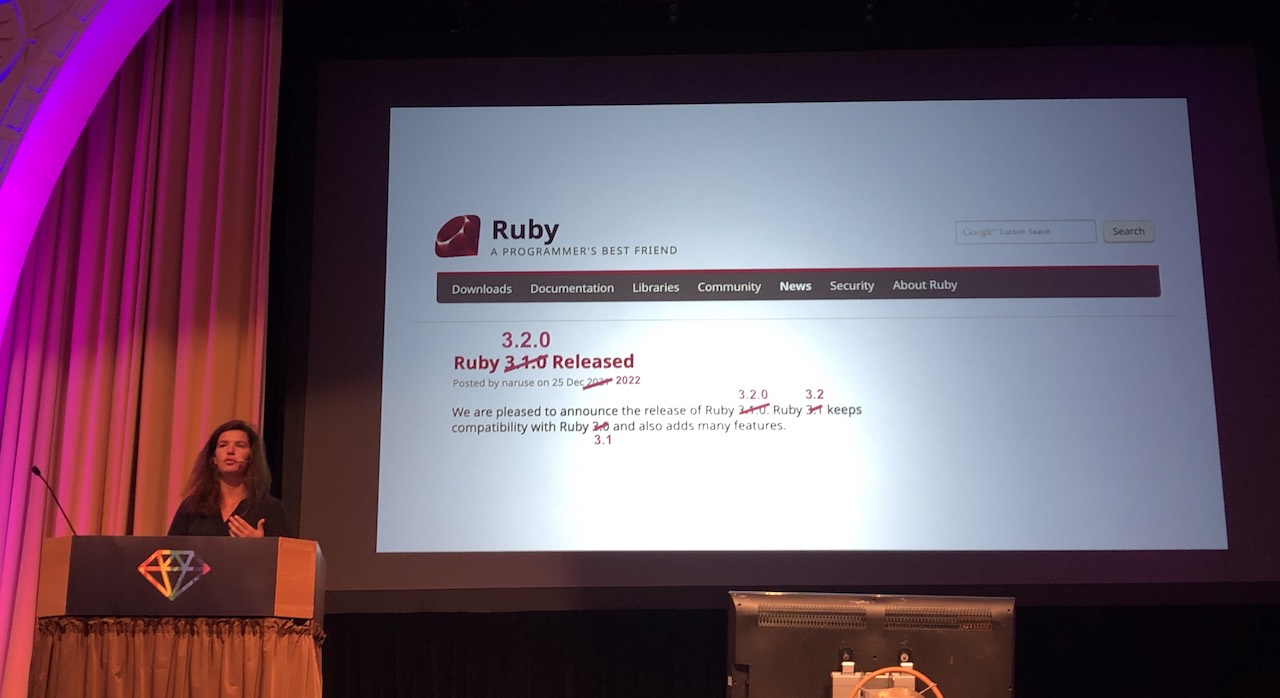 Ruby
A PROGRAMMER'S BEST FRIEND
Google™ Custom Search
Search
Downloads Documentation Libraries Community News Security About Ruby
3.2.0
Ruby 3.1.0 Released
Posted by naruse on 25 Dec 2021 2022
3.2.0 3.2
We are pleased to announce the release of Ruby 3.1.0. Ruby 3.1 keeps
compatibility with Ruby 3.0 and also adds many features.
3.1